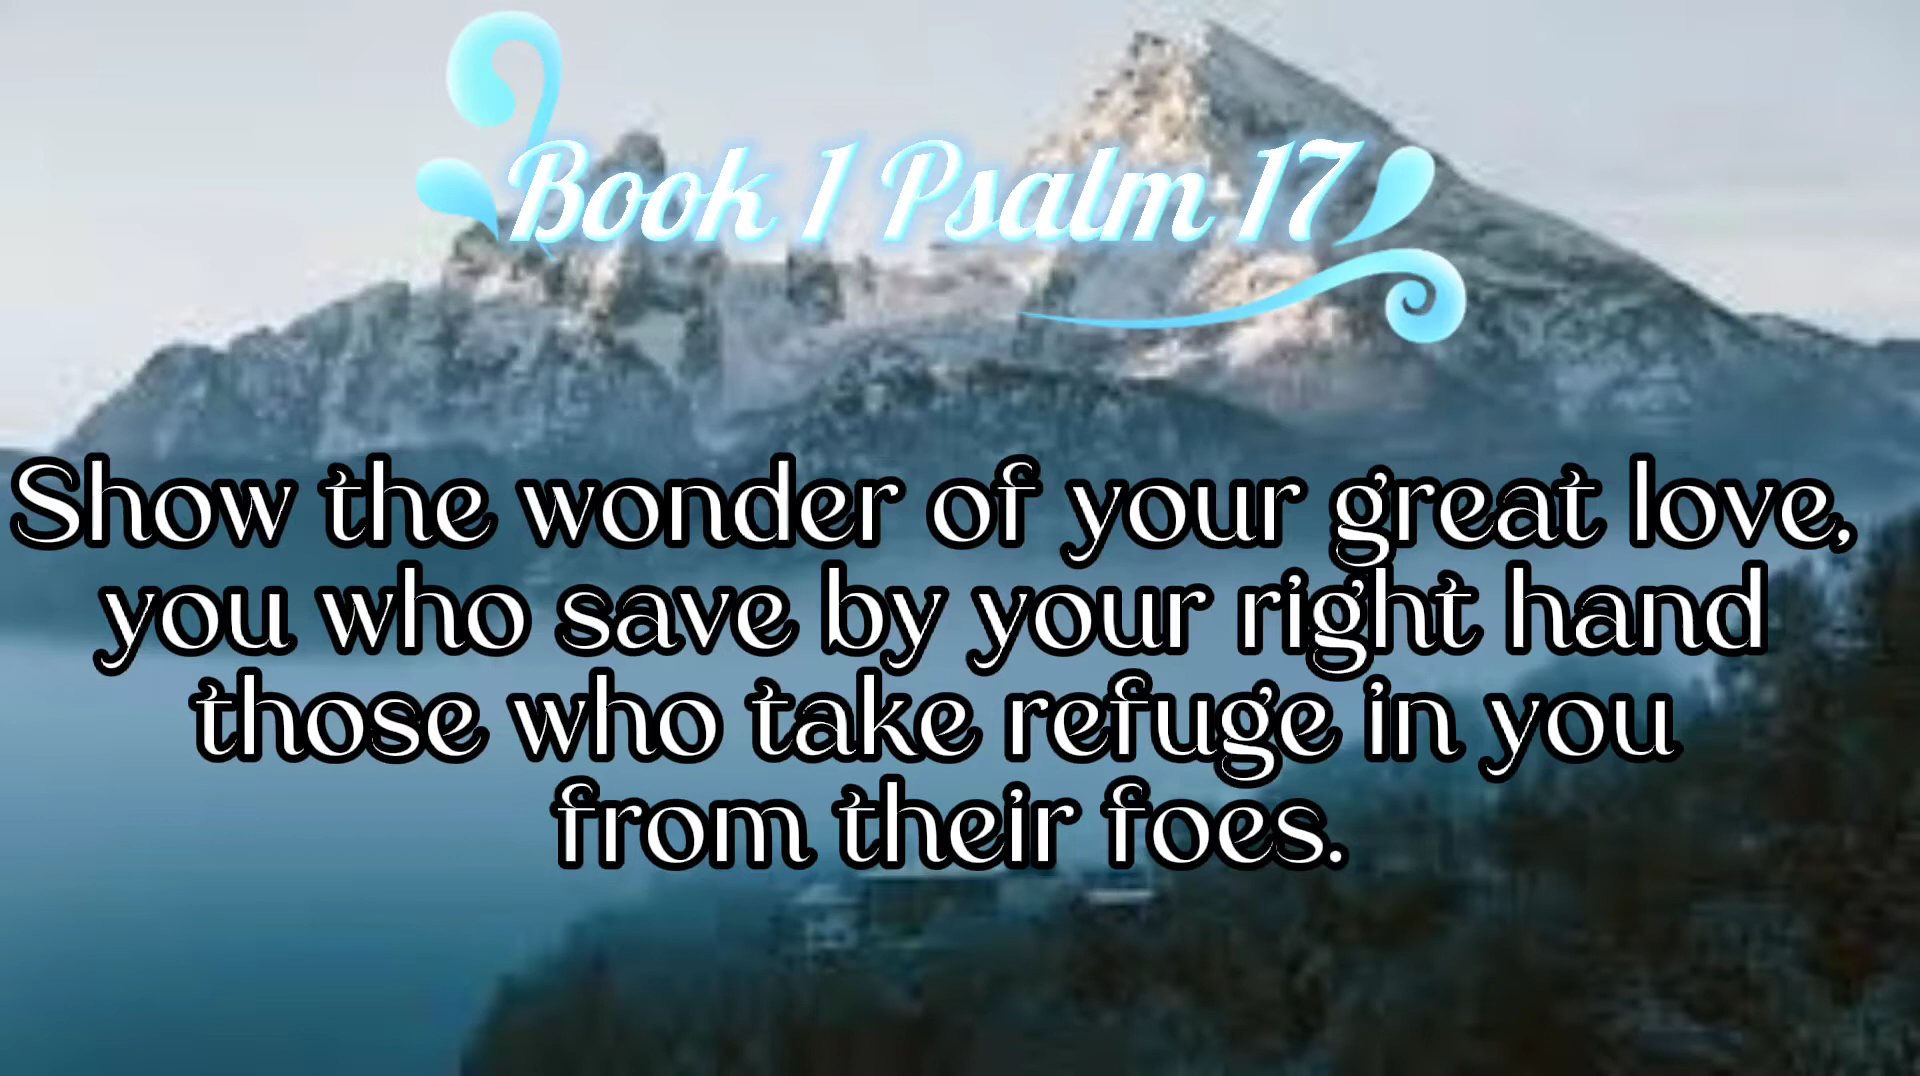 Book 1 Psalm 17
Show the wonder of your great love,
you who save by your right hand
those who take refuge in you
from their foes.